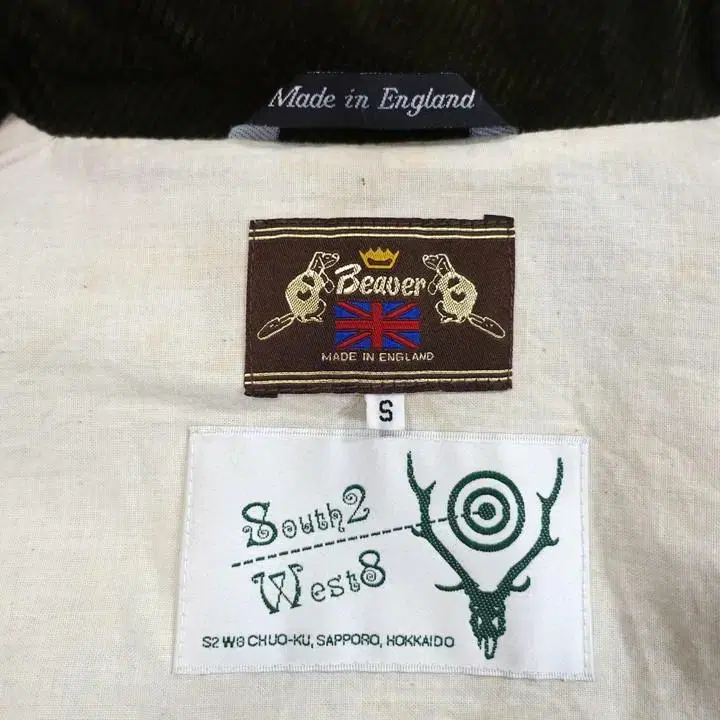 Made in England
Beaver
MADE IN ENGLAND
S
South2
West8
S2 W8 CHUO-KU, SAPPORO, HOKKAIDO